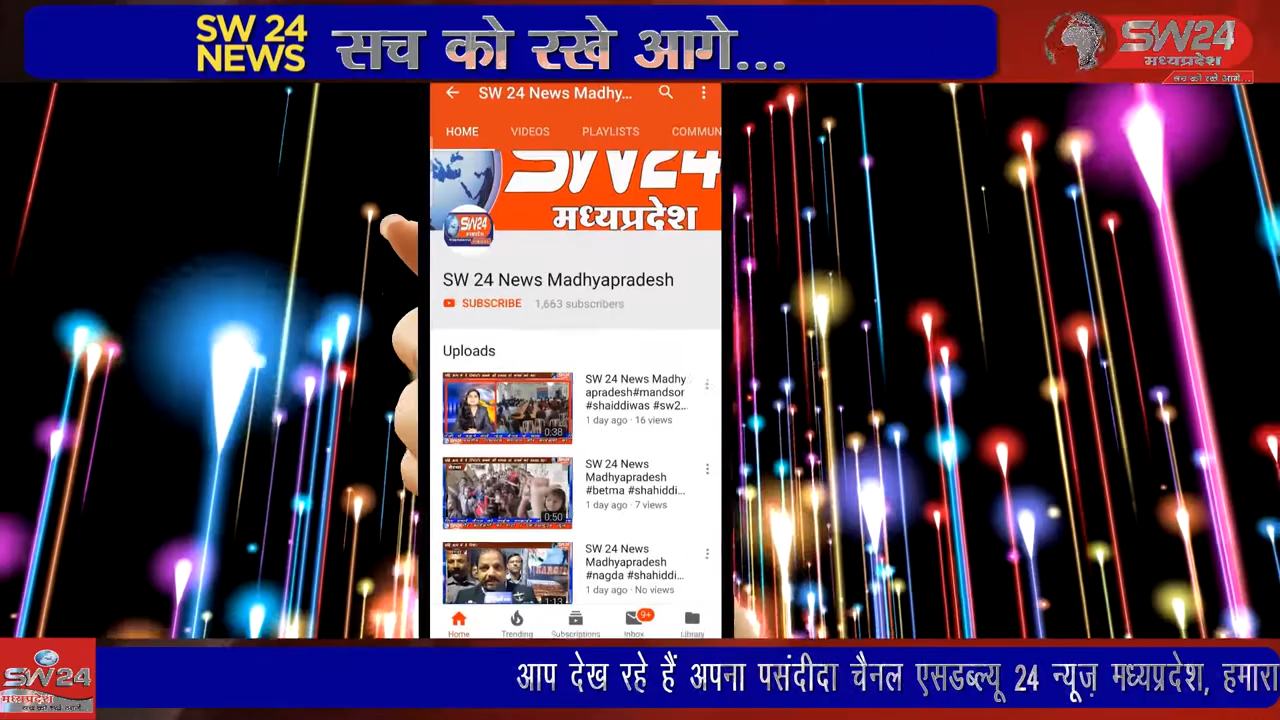 SW 24
NEWS
सच को रखे आगे...
SW24
मध्यप्रदेश
सच को रखे आगे...
SW 24 News Madhy...
HOME VIDEOS PLAYLISTS COMMUN
SW24
मध्यप्रदेश
SW24
SW 24 News Madhyapradesh
SUBSCRIBE 1,663 subscribers
Uploads
SW 24 News Madhy
apradesh#mandsor
#shaiddiwas #sw2...
1 day ago · 16 views
0:38
SW 24 News
Madhyapradesh
#betma #shahiddi...
1 day ago · 7 views
0:50
SW 24 News
Madhyapradesh
#nagda #shahiddi...
1 day ago · No views
1:13
9+
Home Trending Subscriptions Inbox Library
SW24
मध्यप्रदेश
सच को रखे आगे...
आप देख रहे हैं अपना पसंदीदा चैनल एसडब्ल्यू 24 न्यूज़ मध्यप्रदेश, हमारा